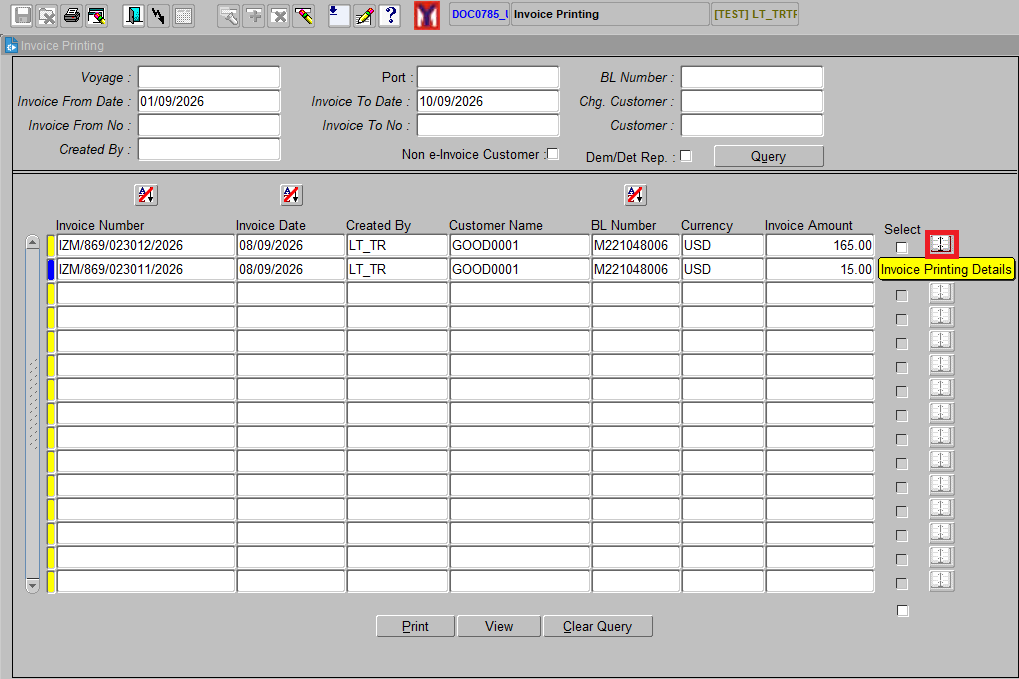 DOC0785_U Invoice Printing [TEST] LT_TRTF
Invoice Printing
Voyage : Port : BL Number :
Invoice From Date : 01/09/2026 Invoice To Date : 10/09/2026 Chg. Customer :
Invoice From No : Invoice To No : Customer :
Created By : Non e-Invoice Customer : Dem/Det Rep. : Query
Invoice Number Invoice Date Created By Customer Name BL Number Currency Invoice Amount Select
IZM/869/023012/2026 08/09/2026 LT_TR GOOD0001 M221048006 USD 165.00
IZM/869/023011/2026 08/09/2026 LT_TR GOOD0001 M221048006 USD 15.00
Invoice Printing Details
Print View Clear Query